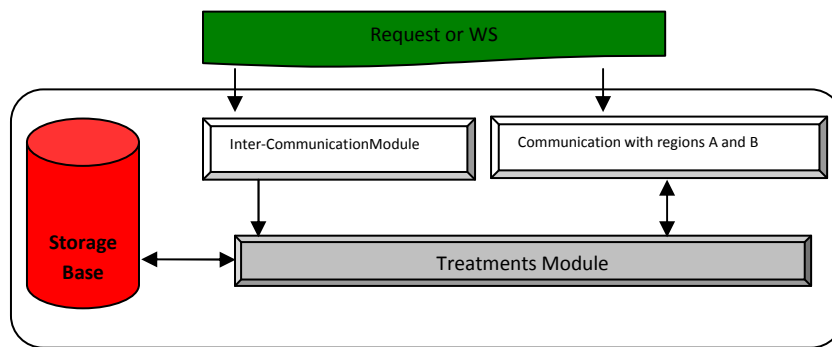 Request or WS
Inter-CommunicationModule
Communication with regions A and B
Storage
Base
Treatments Module